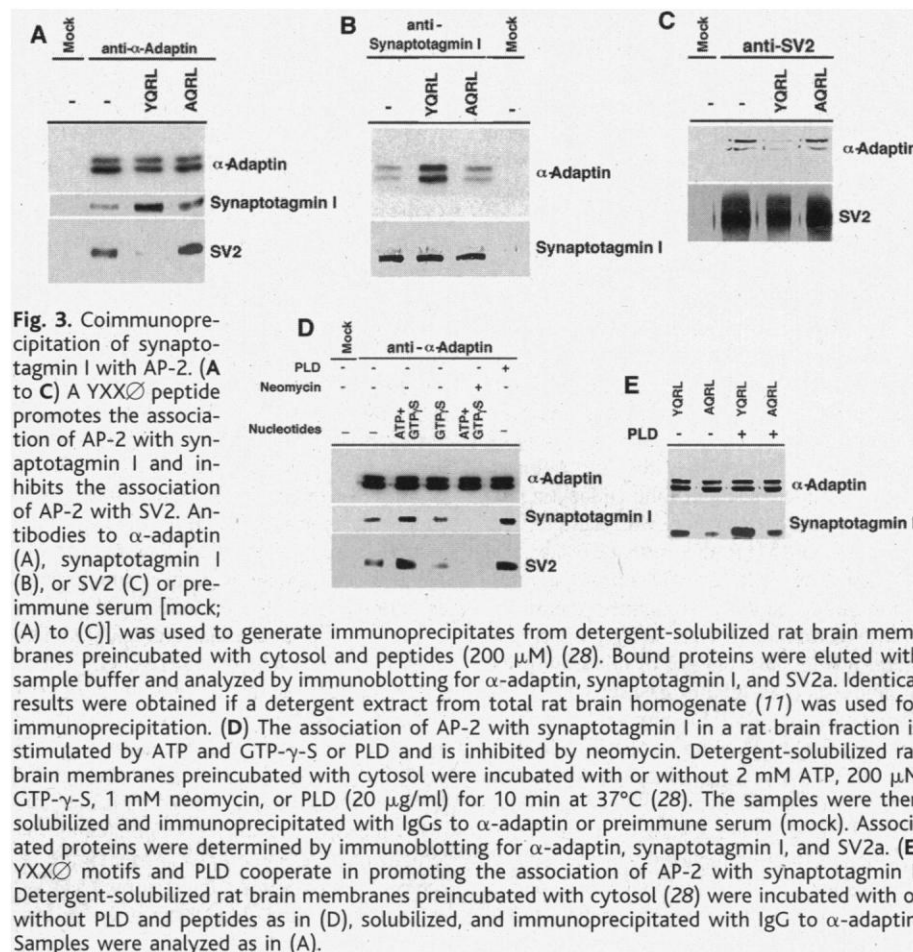 A
Mock
anti-α-Adaptin
- - YQRL AQRL
α-Adaptin
Synaptotagmin I
SV2
B
anti-
Synaptotagmin I
Mock
- YQRL AQRL -
α-Adaptin
Synaptotagmin I
C
Mock
anti-SV2
- - YQRL AQRL
α-Adaptin
SV2
Fig. 3. Coimmunopre-
cipitation of synapto-
tagmin I with AP-2. (A
to C) A YXXØ peptide
promotes the associa-
tion of AP-2 with syn-
aptotagmin I and in-
hibits the association
of AP-2 with SV2. An-
tibodies to α-adaptin
(A), synaptotagmin I
(B), or SV2 (C) or pre-
immune serum [mock;
D
Mock
anti-α-Adaptin
PLD - - - - - +
Neomycin - - - - + -
Nucleotides - - ATP+ GTPγS GTPγS ATP+ GTPγS -
α-Adaptin
Synaptotagmin I
SV2
E
YQRL AQRL YQRL AQRL
PLD - - + +
α-Adaptin
Synaptotagmin I
(A) to (C)] was used to generate immunoprecipitates from detergent-solubilized rat brain mem-
branes preincubated with cytosol and peptides (200 μM) (28). Bound proteins were eluted with
sample buffer and analyzed by immunoblotting for α-adaptin, synaptotagmin I, and SV2a. Identica
results were obtained if a detergent extract from total rat brain homogenate (11) was used fo
immunoprecipitation. (D) The association of AP-2 with synaptotagmin I in a rat brain fraction i
stimulated by ATP and GTP-γ-S or PLD and is inhibited by neomycin. Detergent-solubilized ra
brain membranes preincubated with cytosol were incubated with or without 2 mM ATP, 200 μM
GTP-γ-S, 1 mM neomycin, or PLD (20 μg/ml) for 10 min at 37°C (28). The samples were then
solubilized and immunoprecipitated with IgGs to α-adaptin or preimmune serum (mock). Associ-
ated proteins were determined by immunoblotting for α-adaptin, synaptotagmin I, and SV2a. (E
YXXØ motifs and PLD cooperate in promoting the association of AP-2 with synaptotagmin I
Detergent-solubilized rat brain membranes preincubated with cytosol (28) were incubated with o
without PLD and peptides as in (D), solubilized, and immunoprecipitated with IgG to α-adaptin
Samples were analyzed as in (A).